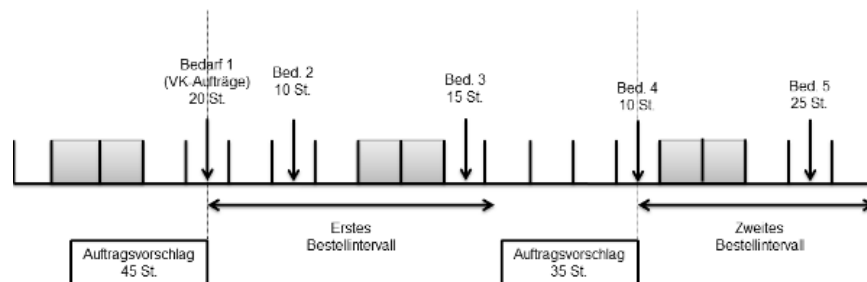 Bedarf 1
(VK-Aufträge)
20 St.
Bed. 2
10 St.
Bed. 3
15 St.
Bed. 4
10 St.
Bed. 5
25 St.
Erstes
Bestellintervall
Zweites
Bestellintervall
Auftragsvorschlag
45 St.
Auftragsvorschlag
35 St.